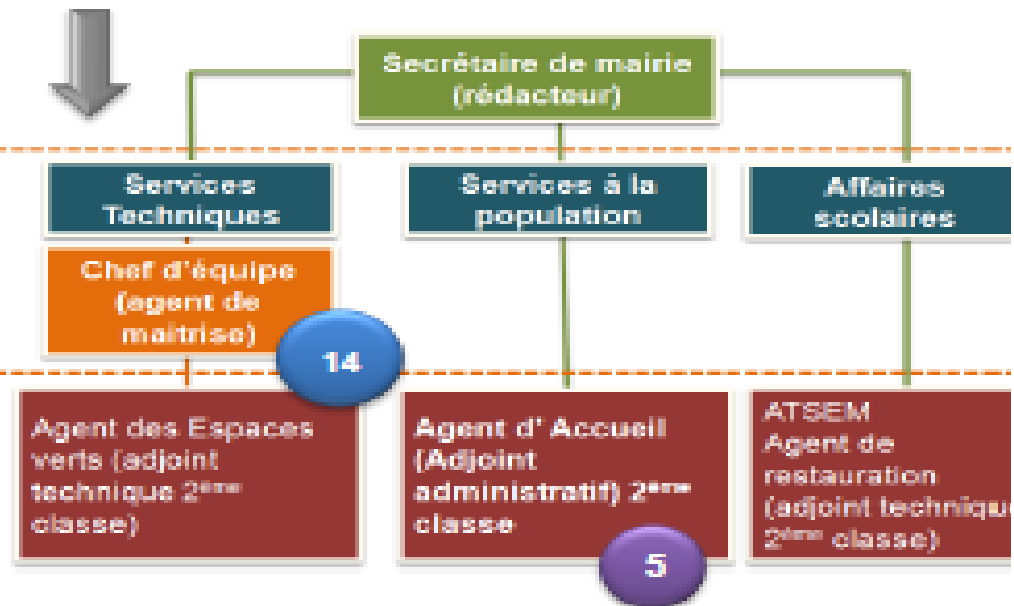 Secrétaire de mairie
(rédacteur)
Services
Techniques
Services à la
population
Affaires
scolaires
Chef d'équipe
(agent de
maitrise)
14
Agent des Espaces
verts (adjoint
technique 2ème
classe)
Agent d' Accueil
(Adjoint
administratif) 2ème
classe
5
ATSEM
Agent de
restauration
(adjoint technique
2ème classe)